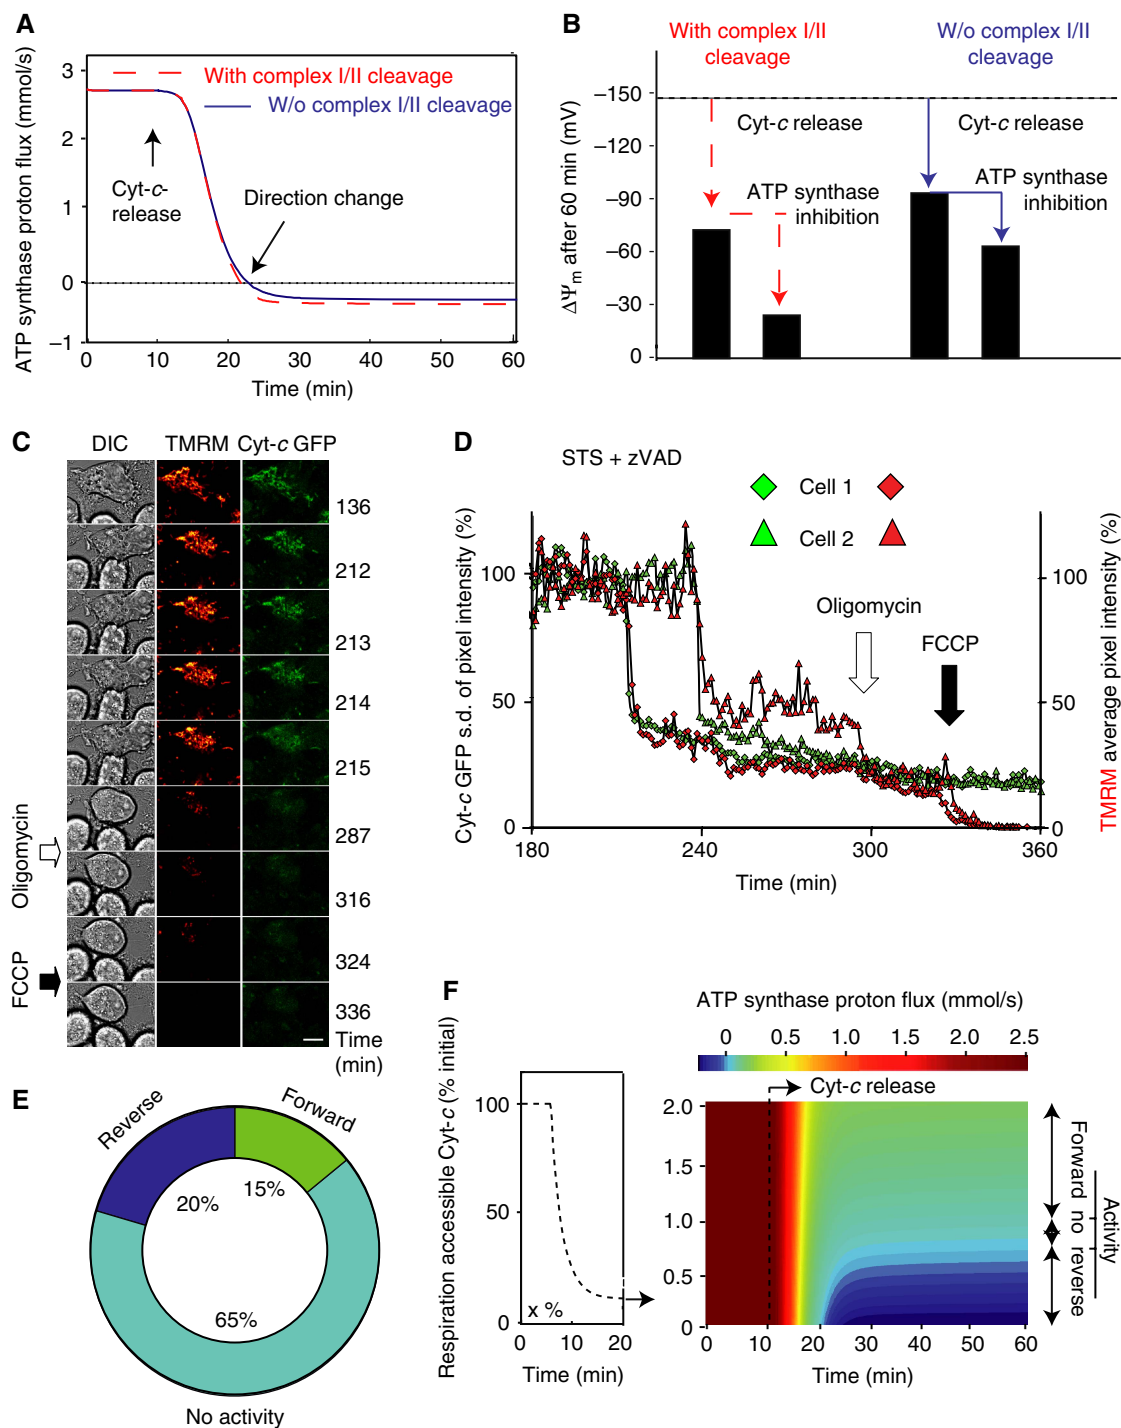 A
ATP synthase proton flux (mmol/s)
3
2
1
0
–1
With complex I/II cleavage
W/o complex I/II cleavage
Cyt-c-
release
Direction change
0
10
20
30
40
50
60
Time (min)
B
With complex I/II
cleavage
W/o complex I/II
cleavage
ΔΨm after 60 min (mV)
–150
–120
–90
–60
–30
0
Cyt-c release
ATP synthase
inhibition
Cyt-c release
ATP synthase
inhibition
C
DIC
TMRM
Cyt-c GFP
136
212
213
214
215
287
316
324
336
Time
(min)
Oligomycin
FCCP
D
STS + zVAD
Cell 1
Cell 2
Cyt-c GFP s.d. of pixel intensity (%)
100
50
0
Oligomycin
FCCP
100
50
0
TMRM average pixel intensity (%)
180
240
300
360
Time (min)
E
Reverse
Forward
20%
15%
65%
No activity
F
ATP synthase proton flux (mmol/s)
0
0.5
1.0
1.5
2.0
2.5
Respiration accessible Cyt-c (% initial)
100
50
0
x %
0
10
20
Time (min)
Cyt-c release
2.0
1.5
1.0
0.5
0
0
10
20
30
40
50
60
Time (min)
Forward
no
reverse
Activity